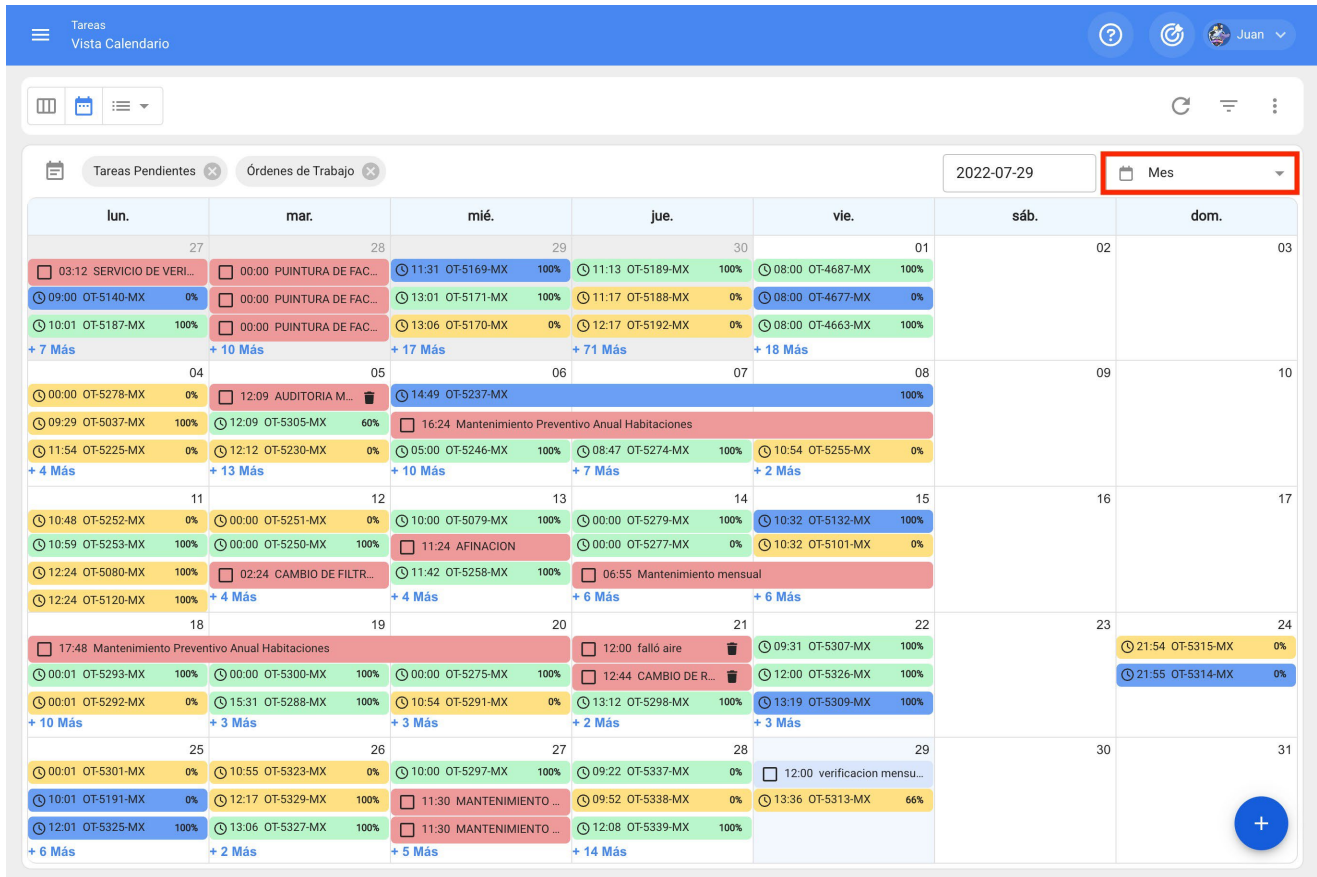 Tareas
Vista Calendario
Juan
Tareas Pendientes
Órdenes de Trabajo
2022-07-29
Mes
lun. mar. mié. jue. vie. sáb. dom.
27 28 29 30 01 02 03
03:12 SERVICIO DE VERI... 00:00 PUINTURA DE FAC... 11:31 OT-5169-MX 100% 11:13 OT-5189-MX 100% 08:00 OT-4687-MX 100%
09:00 OT-5140-MX 0% 00:00 PUINTURA DE FAC... 13:01 OT-5171-MX 100% 11:17 OT-5188-MX 0% 08:00 OT-4677-MX 0%
10:01 OT-5187-MX 100% 00:00 PUINTURA DE FAC... 13:06 OT-5170-MX 0% 12:17 OT-5192-MX 0% 08:00 OT-4663-MX 100%
+ 7 Más + 10 Más + 17 Más + 71 Más + 18 Más
04 05 06 07 08 09 10
00:00 OT-5278-MX 0% 12:09 AUDITORIA M... 14:49 OT-5237-MX 100%
09:29 OT-5037-MX 100% 12:09 OT-5305-MX 60% 16:24 Mantenimiento Preventivo Anual Habitaciones
11:54 OT-5225-MX 0% 12:12 OT-5230-MX 0% 05:00 OT-5246-MX 100% 08:47 OT-5274-MX 100% 10:54 OT-5255-MX 0%
+ 4 Más + 13 Más + 10 Más + 7 Más + 2 Más
11 12 13 14 15 16 17
10:48 OT-5252-MX 0% 00:00 OT-5251-MX 0% 10:00 OT-5079-MX 100% 00:00 OT-5279-MX 100% 10:32 OT-5132-MX 100%
10:59 OT-5253-MX 100% 00:00 OT-5250-MX 100% 11:24 AFINACION 00:00 OT-5277-MX 0% 10:32 OT-5101-MX 0%
12:24 OT-5080-MX 100% 02:24 CAMBIO DE FILTR... 11:42 OT-5258-MX 100% 06:55 Mantenimiento mensual
12:24 OT-5120-MX 100% + 4 Más + 4 Más + 6 Más + 6 Más
18 19 20 21 22 23 24
17:48 Mantenimiento Preventivo Anual Habitaciones 12:00 falló aire 09:31 OT-5307-MX 100% 21:54 OT-5315-MX 0%
00:01 OT-5293-MX 100% 00:00 OT-5300-MX 100% 00:00 OT-5275-MX 100% 12:44 CAMBIO DE R... 12:00 OT-5326-MX 100% 21:55 OT-5314-MX 0%
00:01 OT-5292-MX 0% 15:31 OT-5288-MX 100% 10:54 OT-5291-MX 0% 13:12 OT-5298-MX 100% 13:19 OT-5309-MX 100%
+ 10 Más + 3 Más + 3 Más + 2 Más + 3 Más
25 26 27 28 29 30 31
00:01 OT-5301-MX 0% 10:55 OT-5323-MX 0% 10:00 OT-5297-MX 100% 09:22 OT-5337-MX 0% 12:00 verificacion mensu...
10:01 OT-5191-MX 0% 12:17 OT-5329-MX 100% 11:30 MANTENIMIENTO ... 09:52 OT-5338-MX 0% 13:36 OT-5313-MX 66%
12:01 OT-5325-MX 100% 13:06 OT-5327-MX 100% 11:30 MANTENIMIENTO ... 12:08 OT-5339-MX 100%
+ 6 Más + 2 Más + 5 Más + 14 Más